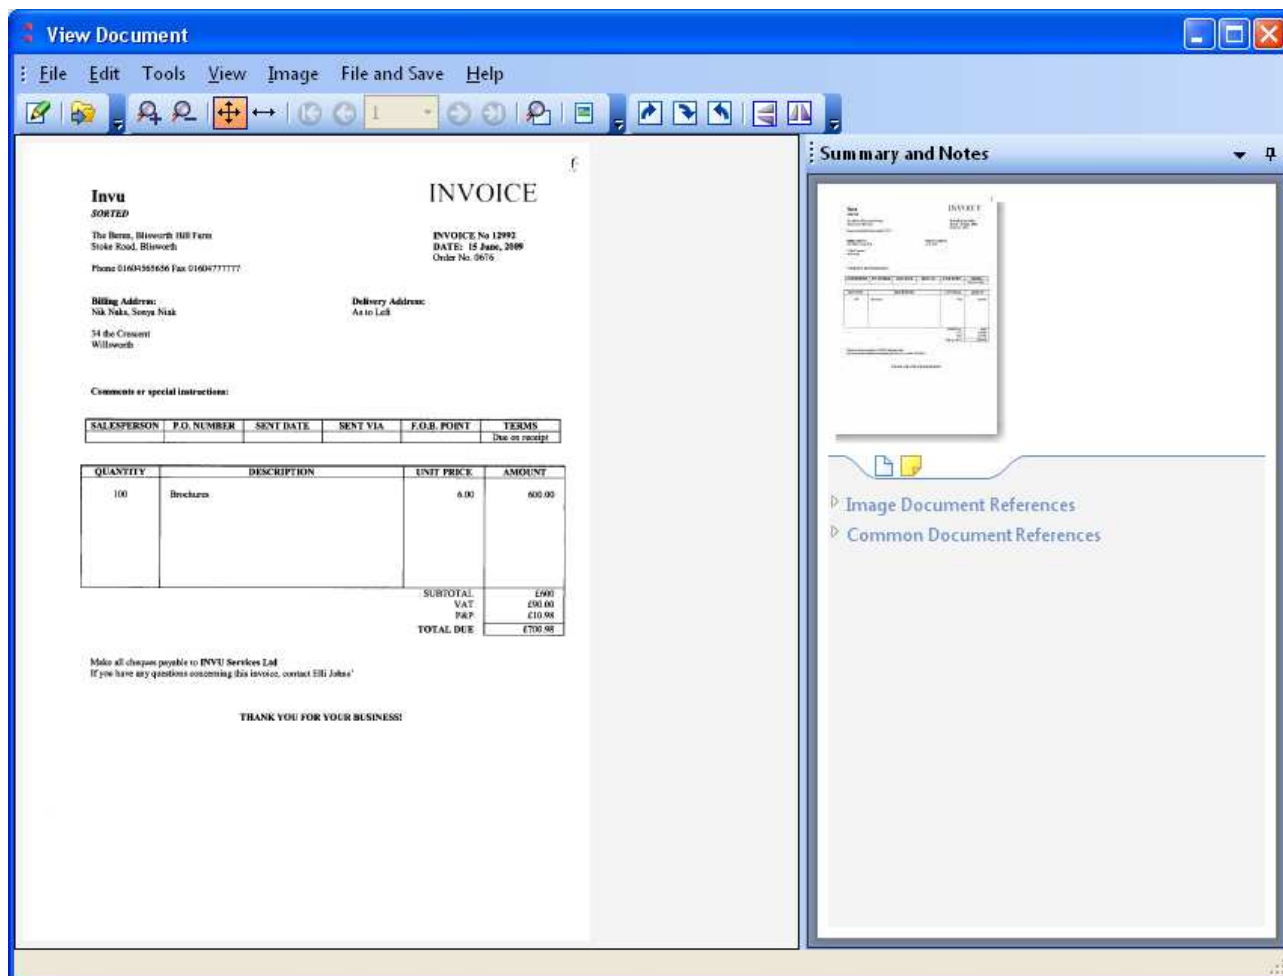 View Document
File Edit Tools View Image File and Save Help
1
Summary and Notes
Invu
SORTED
INVOICE
The Beren, Blisworth Hill Farm
Stoke Road, Blisworth
INVOICE No 12992
DATE: 15 June, 2009
Order No. 0676
Phone 01604565656 Fax 01604777777
Billing Address:
Nik Naks, Sonya Niak
Delivery Address:
As to Left
34 the Crescent
Willsworth
Comments or special instructions:
SALESPERSON P.O. NUMBER SENT DATE SENT VIA F.O.B. POINT TERMS
Due on receipt
QUANTITY DESCRIPTION UNIT PRICE AMOUNT
100 Brochures 6.00 600.00
SUBTOTAL £600
VAT £90.00
P&P £10.98
TOTAL DUE £700.98
Make all cheques payable to INVU Services Ltd
If you have any questions concerning this invoice, contact Elli Johns'
THANK YOU FOR YOUR BUSINESS!
INVOICE
Image Document References
Common Document References